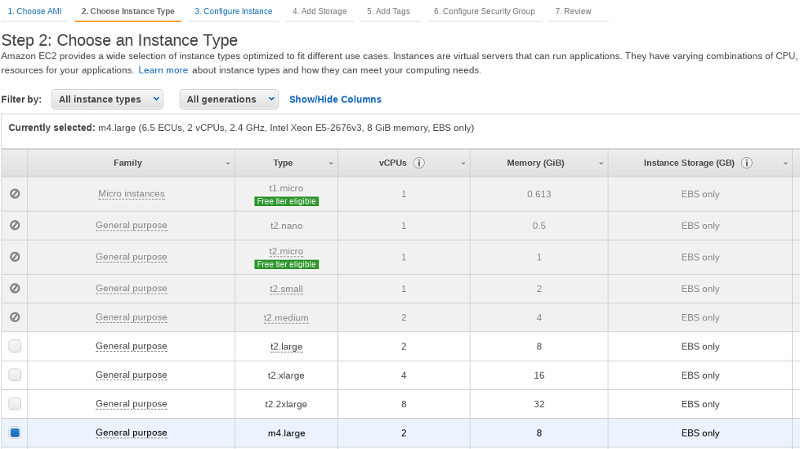 1. Choose AMI 2. Choose Instance Type 3. Configure Instance 4. Add Storage 5. Add Tags 6. Configure Security Group 7. Review
Step 2: Choose an Instance Type
Amazon EC2 provides a wide selection of instance types optimized to fit different use cases. Instances are virtual servers that can run applications. They have varying combinations of CPU,
resources for your applications. Learn more about instance types and how they can meet your computing needs.
Filter by: All instance types All generations Show/Hide Columns
Currently selected: m4.large (6.5 ECUs, 2 vCPUs, 2.4 GHz, Intel Xeon E5-2676v3, 8 GiB memory, EBS only)
Family Type vCPUs Memory (GiB) Instance Storage (GB)
Micro instances t1.micro 1 0.613 EBS only
Free tier eligible
General purpose t2.nano 1 0.5 EBS only
General purpose t2.micro 1 1 EBS only
Free tier eligible
General purpose t2.small 1 2 EBS only
General purpose t2.medium 2 4 EBS only
General purpose t2.large 2 8 EBS only
General purpose t2.xlarge 4 16 EBS only
General purpose t2.2xlarge 8 32 EBS only
General purpose m4.large 2 8 EBS only